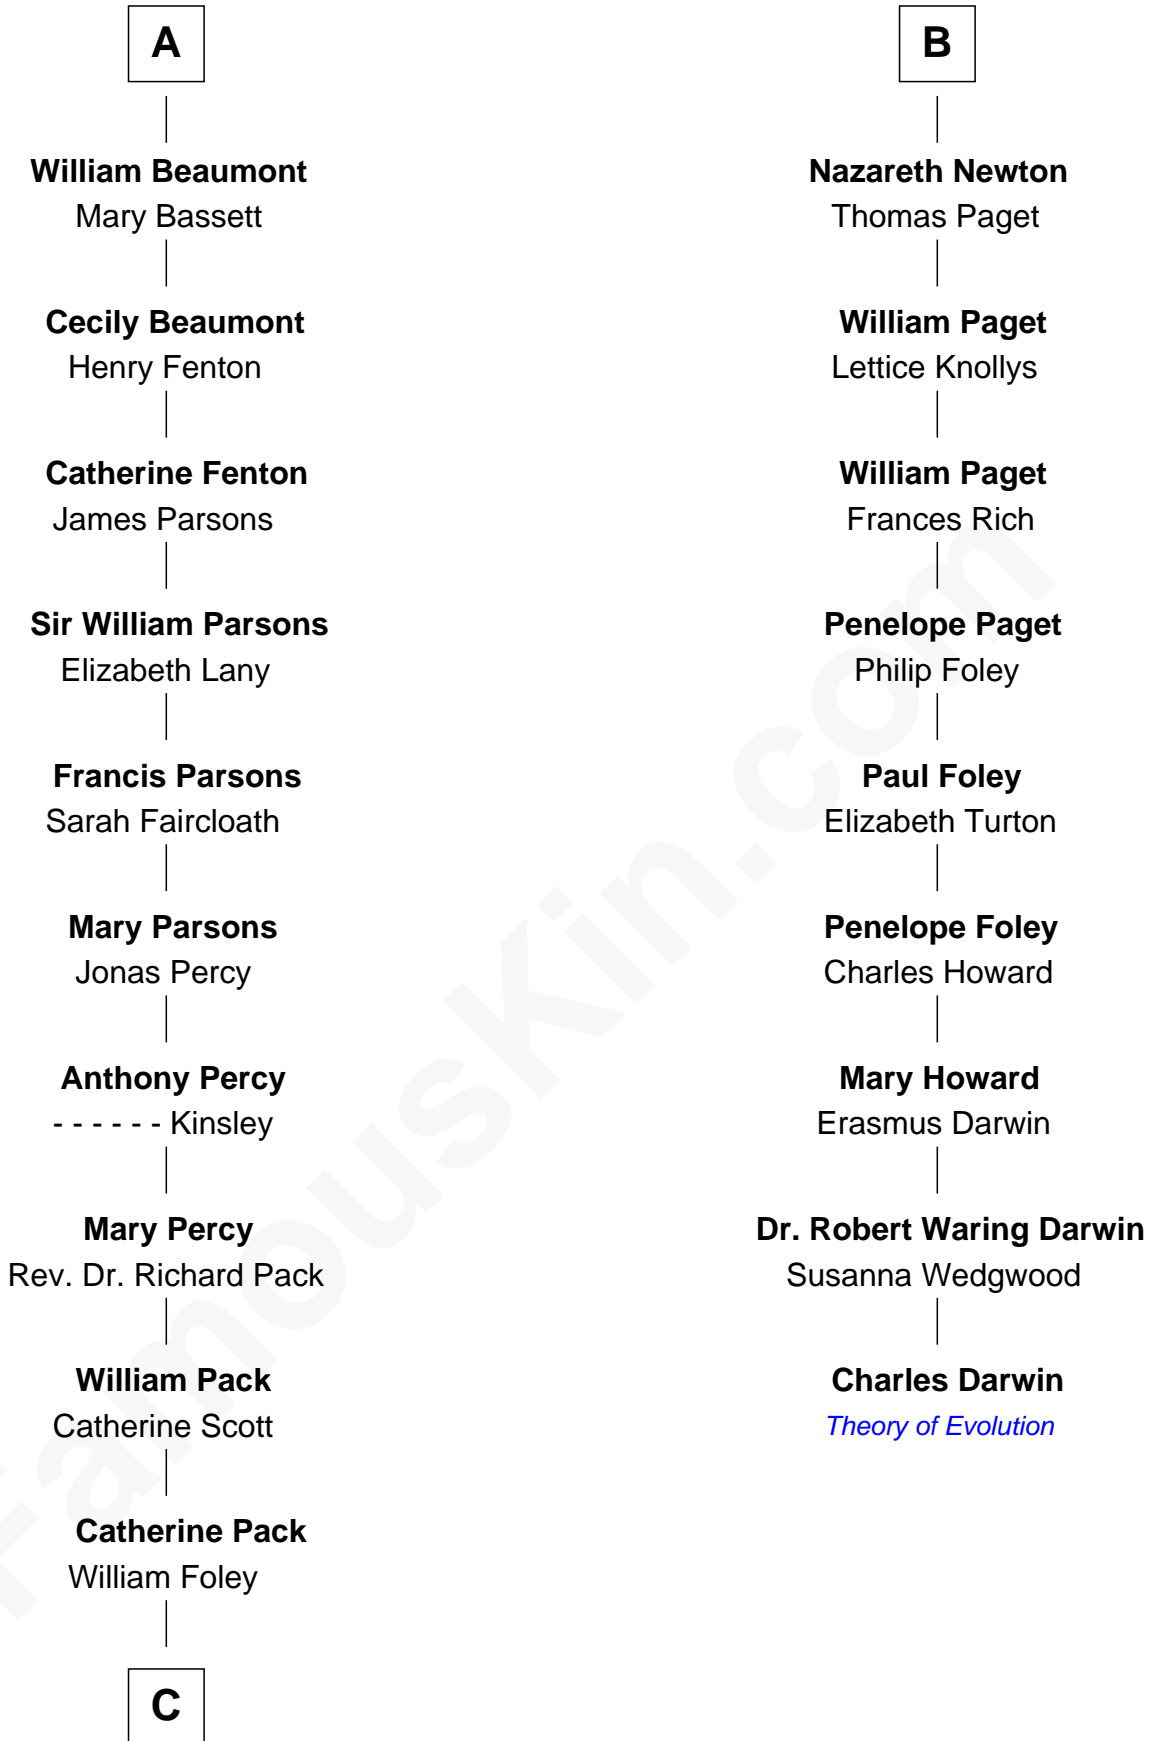 A
William Beaumont
Mary Bassett
Cecily Beaumont
Henry Fenton
Catherine Fenton
James Parsons
Sir William Parsons
Elizabeth Lany
Francis Parsons
Sarah Faircloath
Mary Parsons
Jonas Percy
Anthony Percy
- - - - - - Kinsley
Mary Percy
Rev. Dr. Richard Pack
William Pack
Catherine Scott
Catherine Pack
William Foley
C
B
Nazareth Newton
Thomas Paget
William Paget
Lettice Knollys
William Paget
Frances Rich
Penelope Paget
Philip Foley
Paul Foley
Elizabeth Turton
Penelope Foley
Charles Howard
Mary Howard
Erasmus Darwin
Dr. Robert Waring Darwin
Susanna Wedgwood
Charles Darwin
Theory of Evolution
FamousKin.com